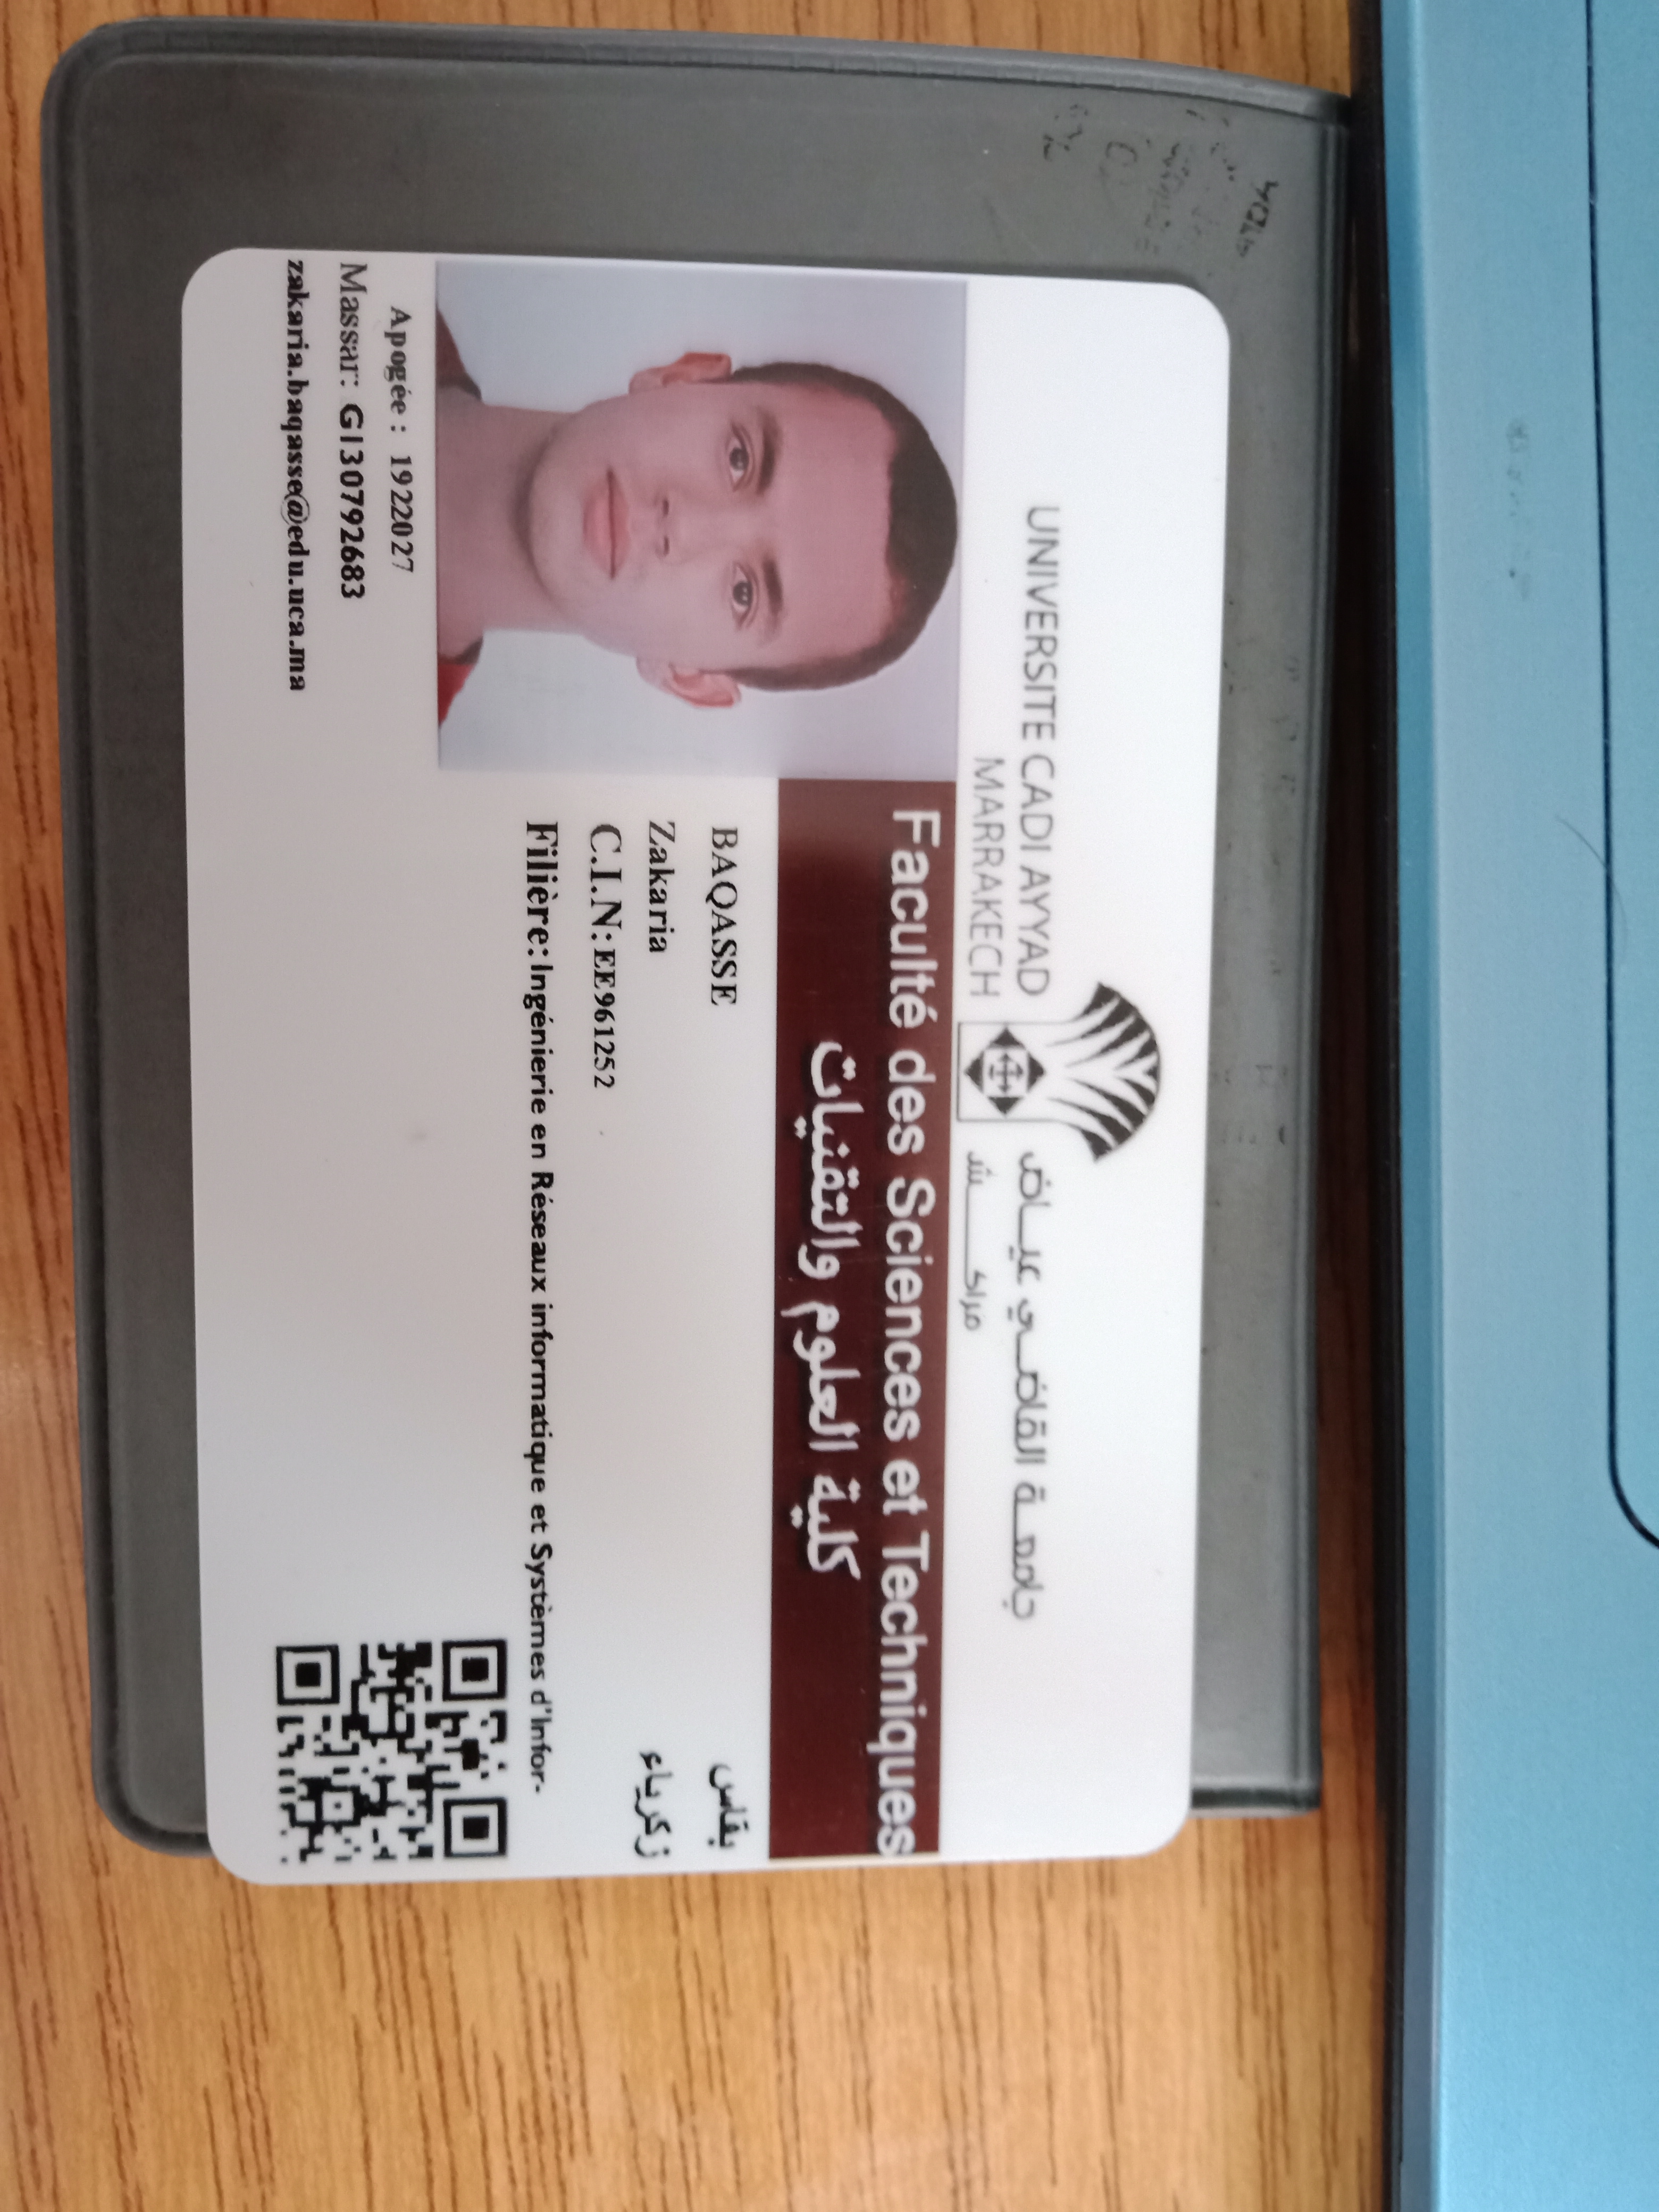 UNIVERSITE CADI AYYAD
MARRAKECH
جامعة القاضي عياض
مراكش
Faculté des Sciences et Techniques
كلية العلوم والتقنيات
BAQASSE
بقاس
Zakaria
زكرياء
C.I.N: EE961252
Filière: Ingénierie en Réseaux informatique et Systèmes d'Infor-
Apogée : 1922027
Massar: G130792683
zakaria.baqasse@edu.uca.ma